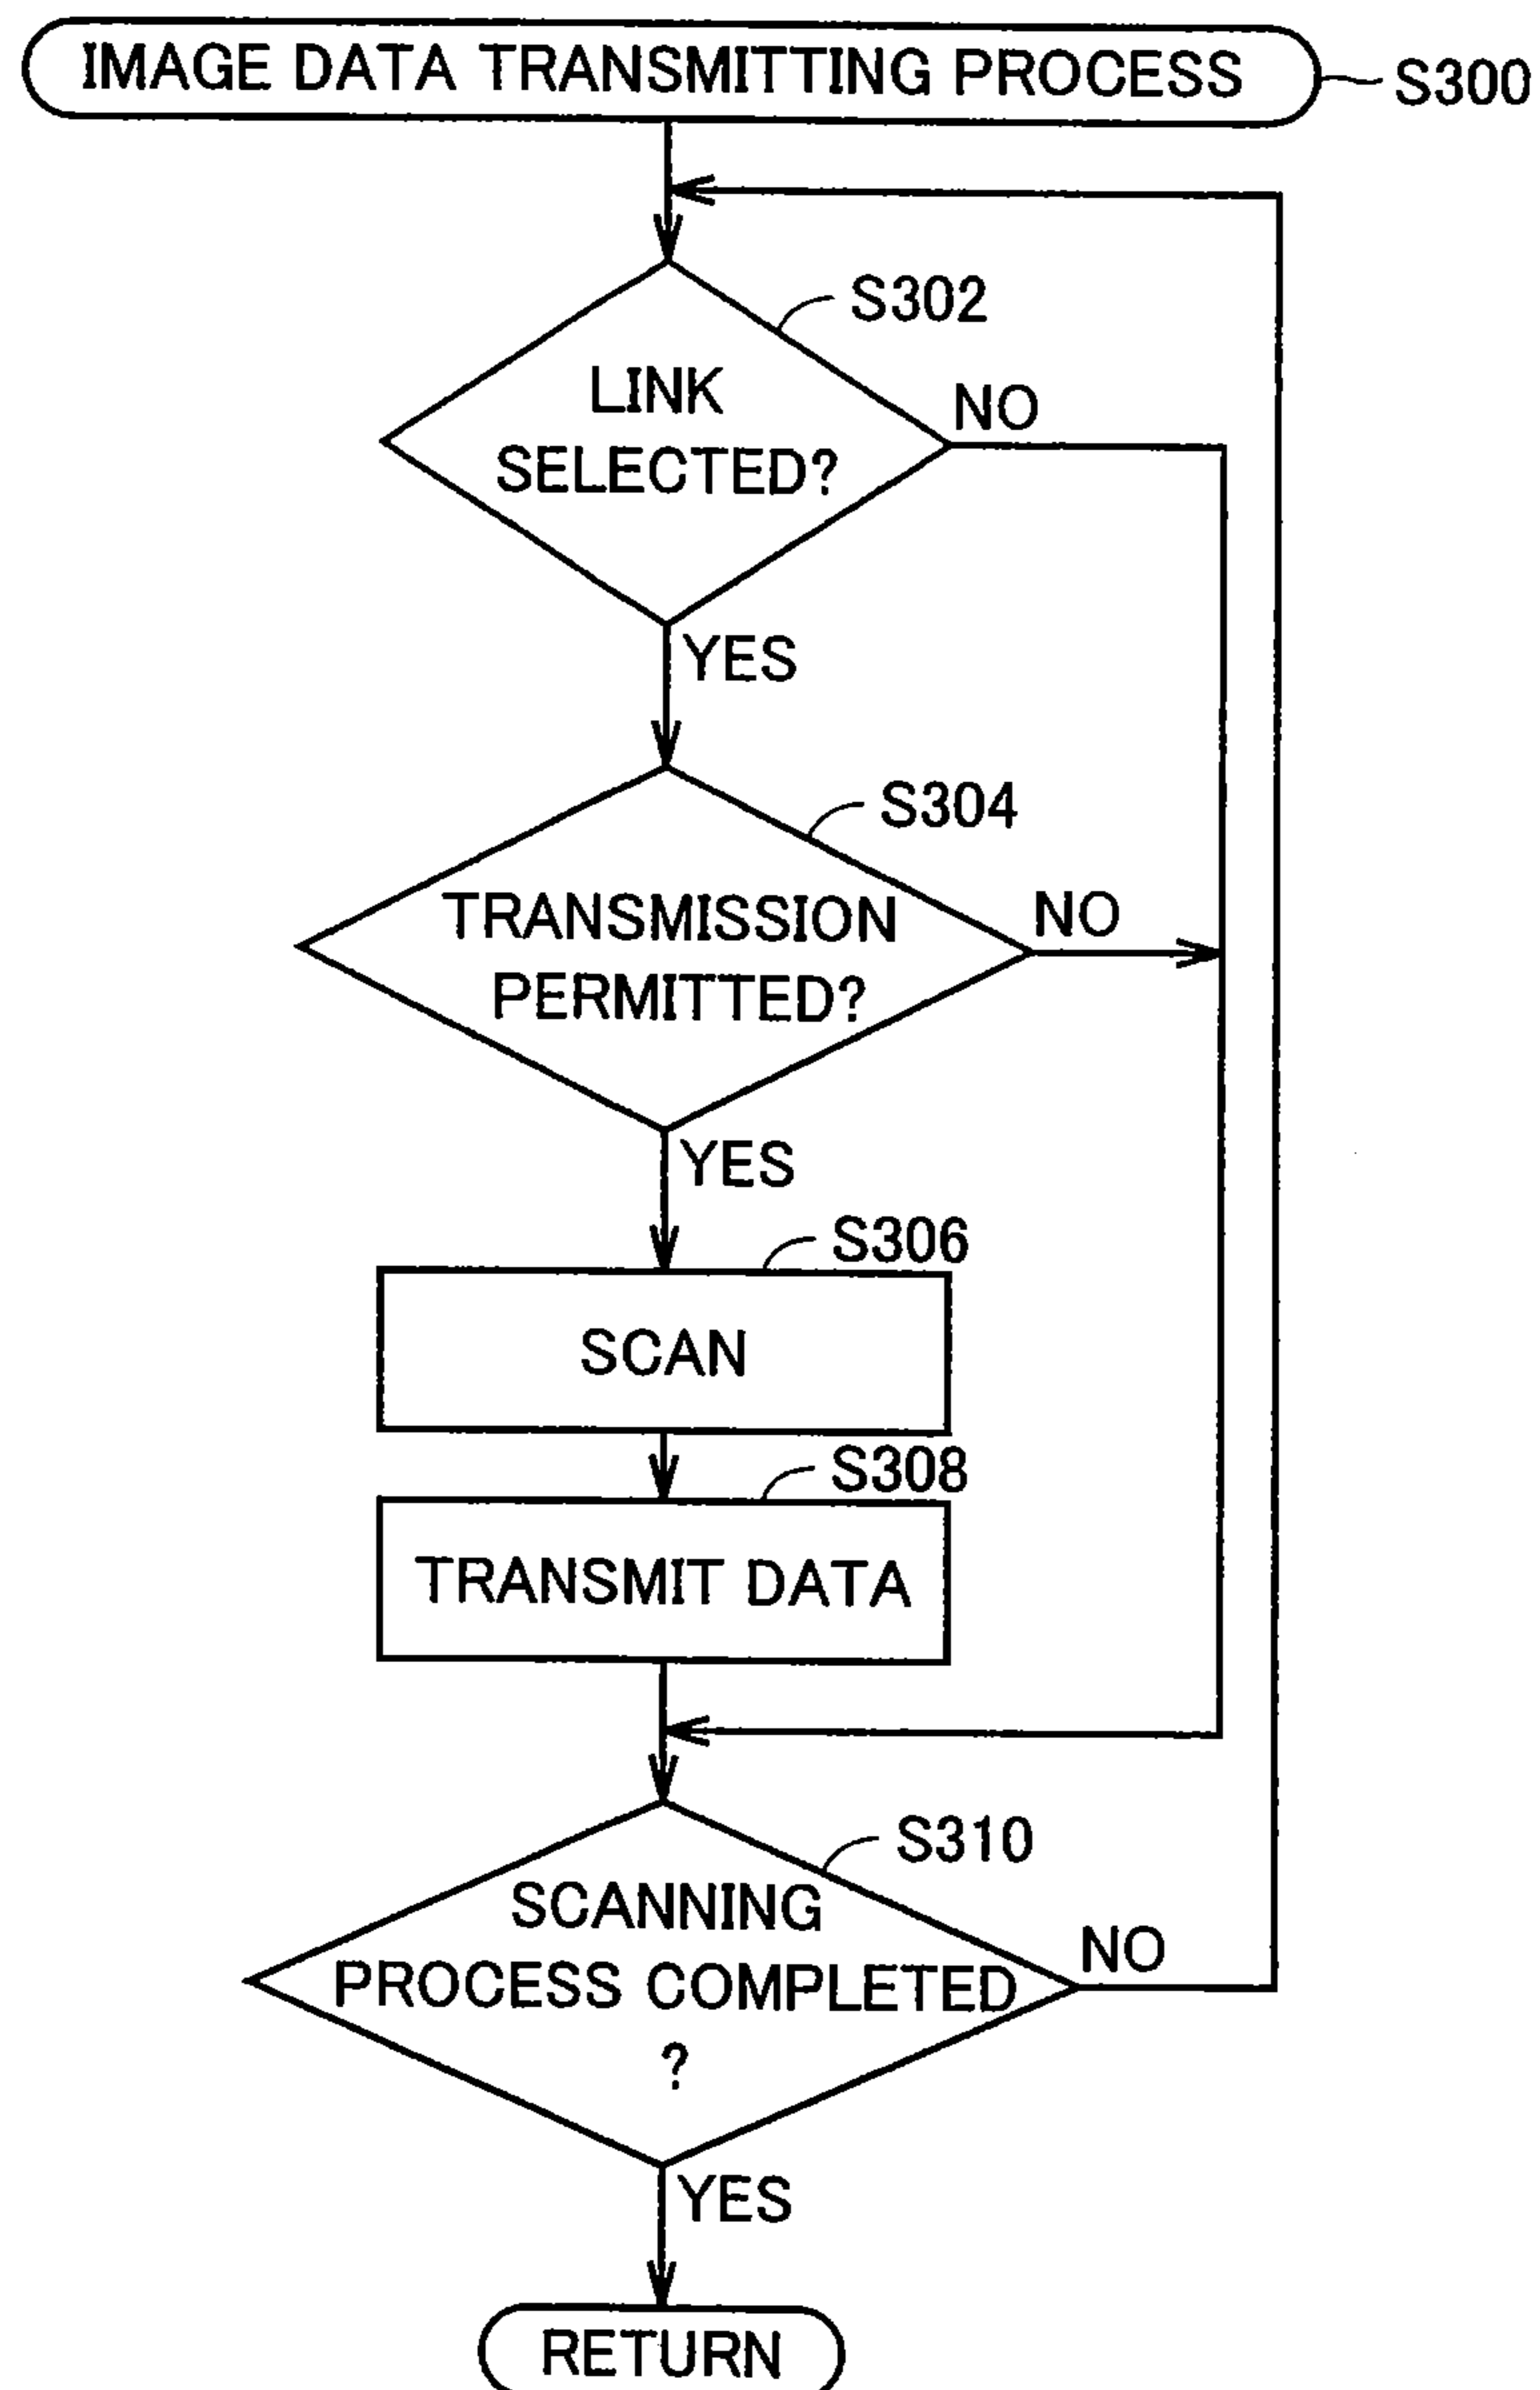 IMAGE DATA TRANSMITTING PROCESS
S300
S302
LINK
SELECTED?
NO
YES
S304
TRANSMISSION
PERMITTED?
NO
YES
S306
SCAN
S308
TRANSMIT DATA
S310
SCANNING
PROCESS COMPLETED
?
NO
YES
RETURN